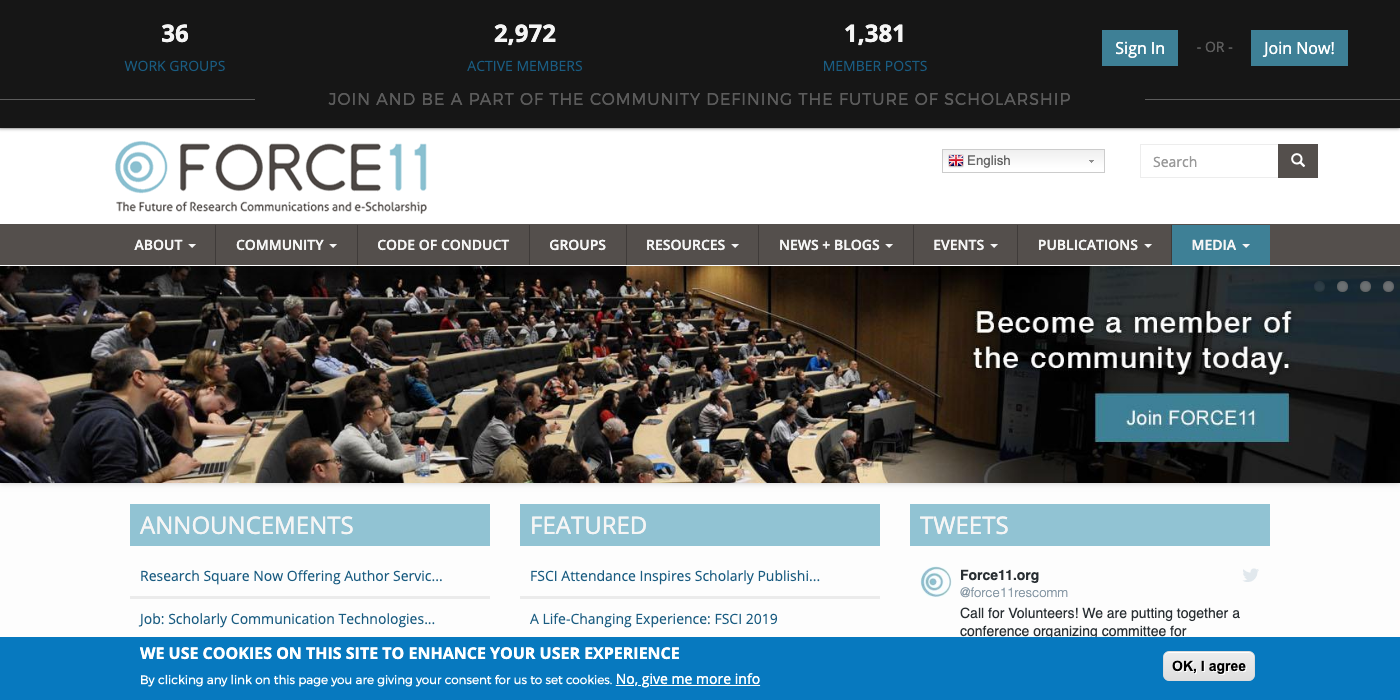 36
WORK GROUPS
2,972
ACTIVE MEMBERS
1,381
MEMBER POSTS
Sign In
- OR -
Join Now!
JOIN AND BE A PART OF THE COMMUNITY DEFINING THE FUTURE OF SCHOLARSHIP
FORCE11
The Future of Research Communications and e-Scholarship
English
Search
ABOUT
COMMUNITY
CODE OF CONDUCT
GROUPS
RESOURCES
NEWS + BLOGS
EVENTS
PUBLICATIONS
MEDIA
Become a member of
the community today.
Join FORCE11
ANNOUNCEMENTS
Research Square Now Offering Author Servic...
Job: Scholarly Communication Technologies...
FEATURED
FSCI Attendance Inspires Scholarly Publishi...
A Life-Changing Experience: FSCI 2019
TWEETS
Force11.org
@force11rescomm
Call for Volunteers! We are putting together a
conference organizing committee for
WE USE COOKIES ON THIS SITE TO ENHANCE YOUR USER EXPERIENCE
By clicking any link on this page you are giving your consent for us to set cookies. No, give me more info
OK, I agree